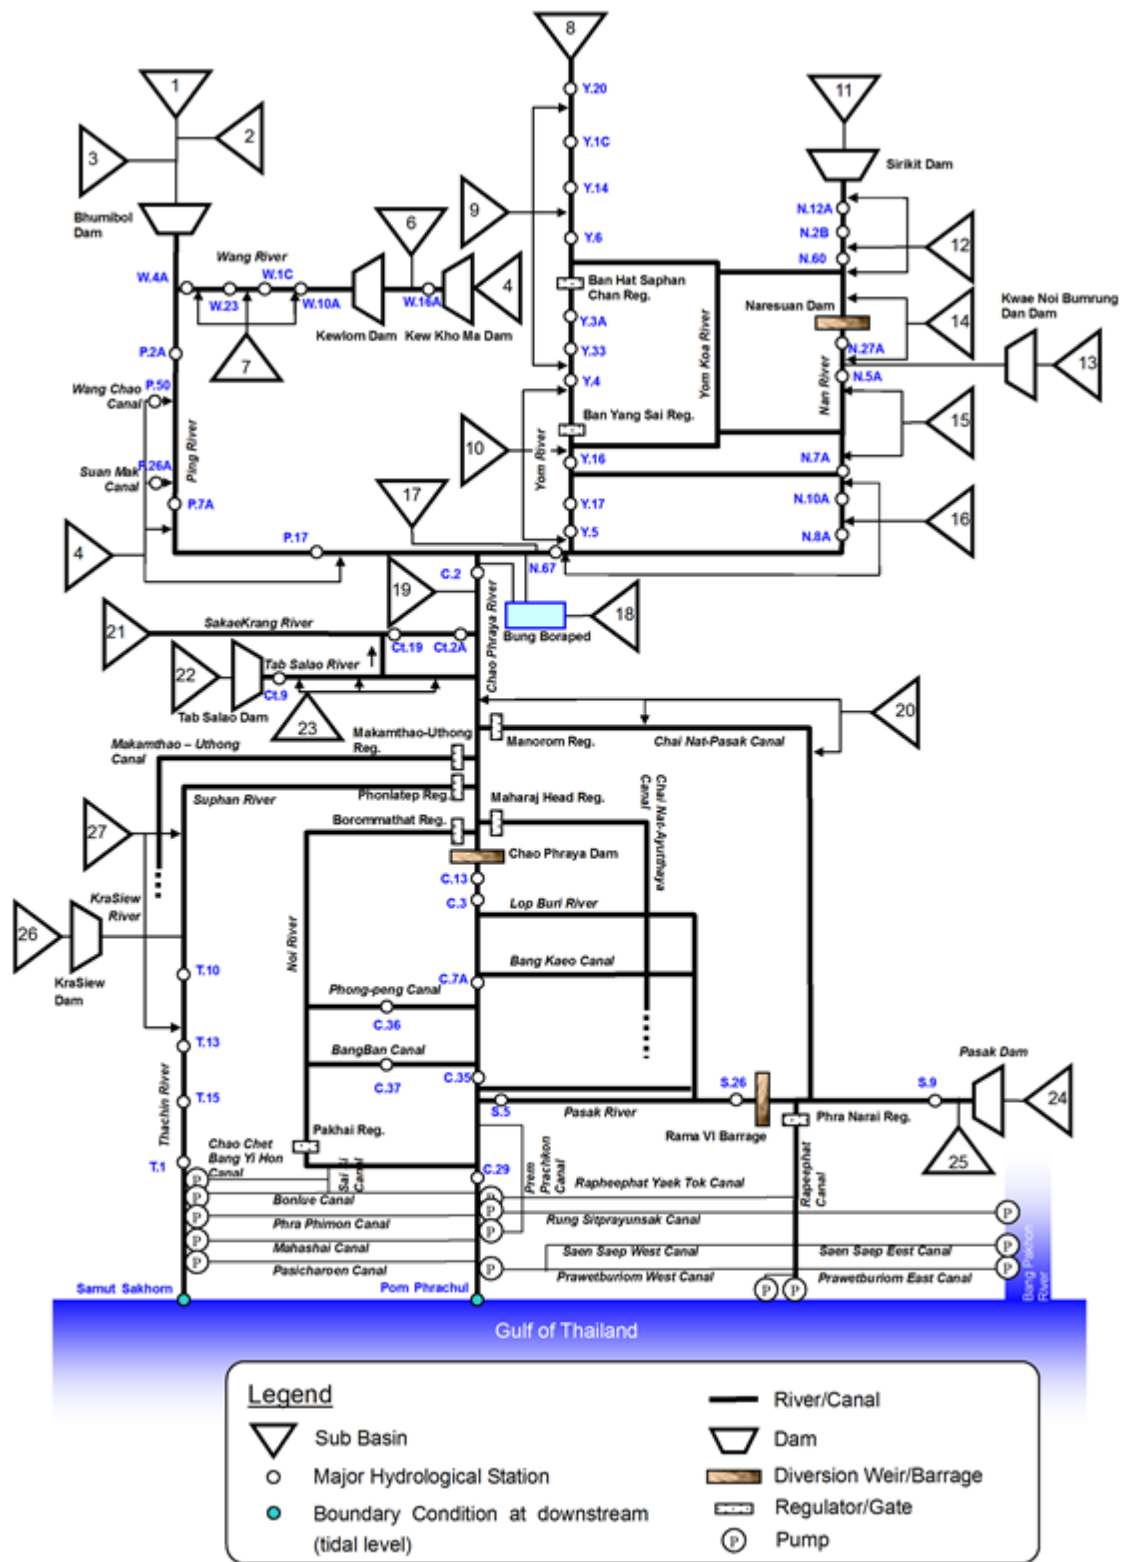 8
1
11
Y.20
2
3
Y.1C
Sirikit Dam
Bhumibol
Dam
6
9
Y.14
N.12A
N.2B
12
Wang River
Y.6
N.60
W.4A
W.1C
W.23
W.10A
W.16A
4
Ban Hat Saphan
Chan Reg.
Kewlom Dam
Kew Kho Ma Dam
Naresuan Dam
14
Kwae Noi Bumrung
Dan Dam
Y.3A
Yom Koa River
P.2A
7
Y.33
N.27A
13
P.50
Wang Chao
Canal
Y.4
Nan River
N.5A
Ping River
Ban Yang Sai Reg.
15
10
Yom River
P.26A
Suan Mak
Canal
Y.16
N.7A
17
P.7A
Y.17
N.10A
16
4
P.17
Y.5
N.8A
C.2
N.67
19
Chao Phraya River
18
21
SakaeKrang River
Ct.19
Ct.2A
Bung Boraped
22
Tab Salao River
Ct.9
Tab Salao Dam
23
20
Makamthao – Uthong
Canal
Makamthao-Uthong
Reg.
Manorom Reg.
Chai Nat-Pasak Canal
Suphan River
Phonlatep Reg.
Maharaj Head Reg.
Chai Nat-Ayutthaya
Canal
27
Borommathat Reg.
Chao Phraya Dam
C.13
KraSiew
River
C.3
Lop Buri River
26
Noi River
Bang Kaeo Canal
T.10
C.7A
KraSiew
Dam
Phong-peng Canal
C.36
T.13
BangBan Canal
Pasak Dam
C.37
C.35
S.26
S.9
24
Thachin River
T.15
S.5
Pasak River
Pakhai Reg.
Rama VI Barrage
Phra Narai Reg.
25
Chao Chet
Bang Yi Hon
Canal
T.1
Canal
C.29
Prem
Prachkon
Canal
Rapeephat
Canal
P
Rapheephat Yaek Tok Canal
P
P
Bonlue Canal
P
P
P
Phra Phimon Canal
Rung Sitprayunsak Canal
P
P
Mahashai Canal
Saen Saep West Canal
Saen Saep Eest Canal
P
P
Pasicharoen Canal
P
Prawetburiom West Canal
Prawetburiom East Canal
P
Bang Pakhon
River
Samut Sakhorn
Pom Phrachul
P
P
Gulf of Thailand
Legend
Sub Basin
Major Hydrological Station
Boundary Condition at downstream
(tidal level)
River/Canal
Dam
Diversion Weir/Barrage
Regulator/Gate
P
Pump